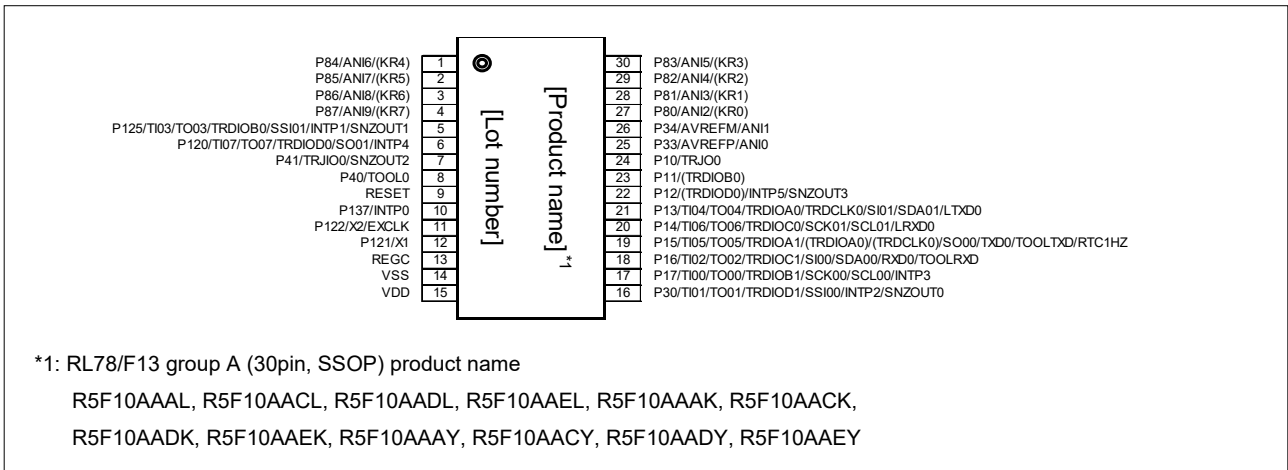 P84/ANI6/(KR4) 1
P85/ANI7/(KR5) 2
P86/ANI8/(KR6) 3
P87/ANI9/(KR7) 4
P125/TI03/TO03/TRDIOB0/SSI01/INTP1/SNZOUT1 5
P120/TI07/TO07/TRDIOD0/SO01/INTP4 6
P41/TRJIO0/SNZOUT2 7
P40/TOOL0 8
RESET 9
P137/INTP0 10
P122/X2/EXCLK 11
P121/X1 12
REGC 13
VSS 14
VDD 15
[Product name]*1
[Lot number]
30 P83/ANI5/(KR3)
29 P82/ANI4/(KR2)
28 P81/ANI3/(KR1)
27 P80/ANI2/(KR0)
26 P34/AVREFM/ANI1
25 P33/AVREFP/ANI0
24 P10/TRJO0
23 P11/(TRDIOB0)
22 P12/(TRDIOD0)/INTP5/SNZOUT3
21 P13/TI04/TO04/TRDIOA0/TRDCLK0/SI01/SDA01/LTXD0
20 P14/TI06/TO06/TRDIOC0/SCK01/SCL01/LRXD0
19 P15/TI05/TO05/TRDIOA1/(TRDIOA0)/(TRDCLK0)/SO00/TXD0/TOOLTXD/RTC1HZ
18 P16/TI02/TO02/TRDIOC1/SI00/SDA00/RXD0/TOOLRXD
17 P17/TI00/TO00/TRDIOB1/SCK00/SCL00/INTP3
16 P30/TI01/TO01/TRDIOD1/SSI00/INTP2/SNZOUT0
*1: RL78/F13 group A (30pin, SSOP) product name
R5F10AAAL, R5F10AACL, R5F10AADL, R5F10AAEL, R5F10AAAK, R5F10AACK,
R5F10AADK, R5F10AAEK, R5F10AAAY, R5F10AACY, R5F10AADY, R5F10AAEY